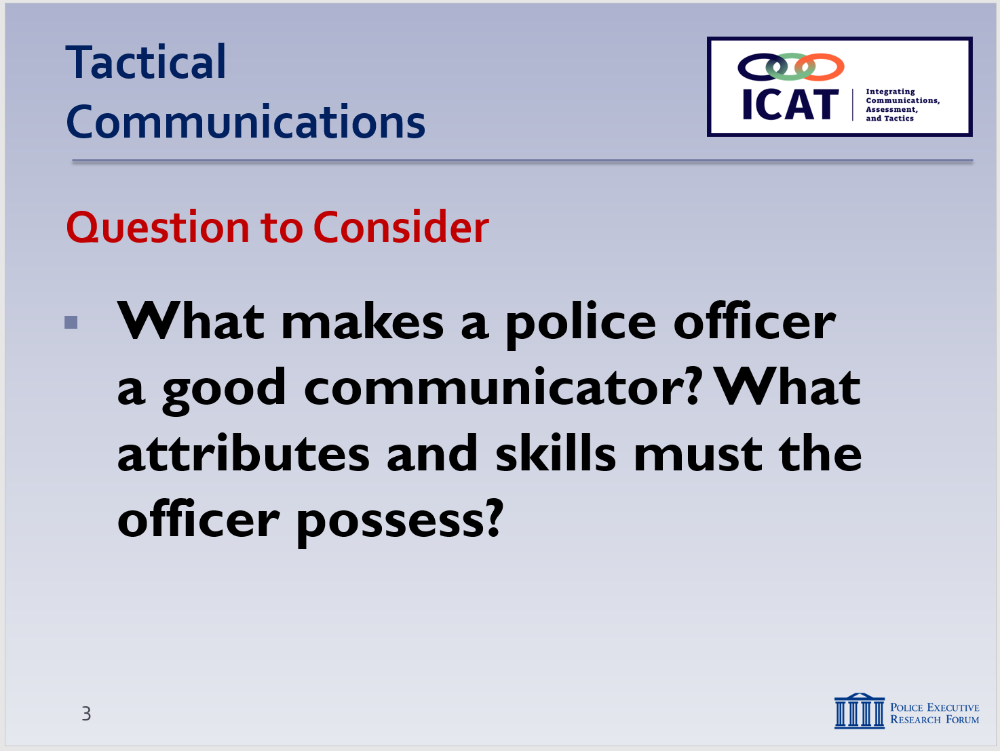 Tactical
Communications
ICAT
Integrating
Communications,
Assessment,
and Tactics
Question to Consider
What makes a police officer
a good communicator? What
attributes and skills must the
officer possess?
3
Police Executive
Research Forum